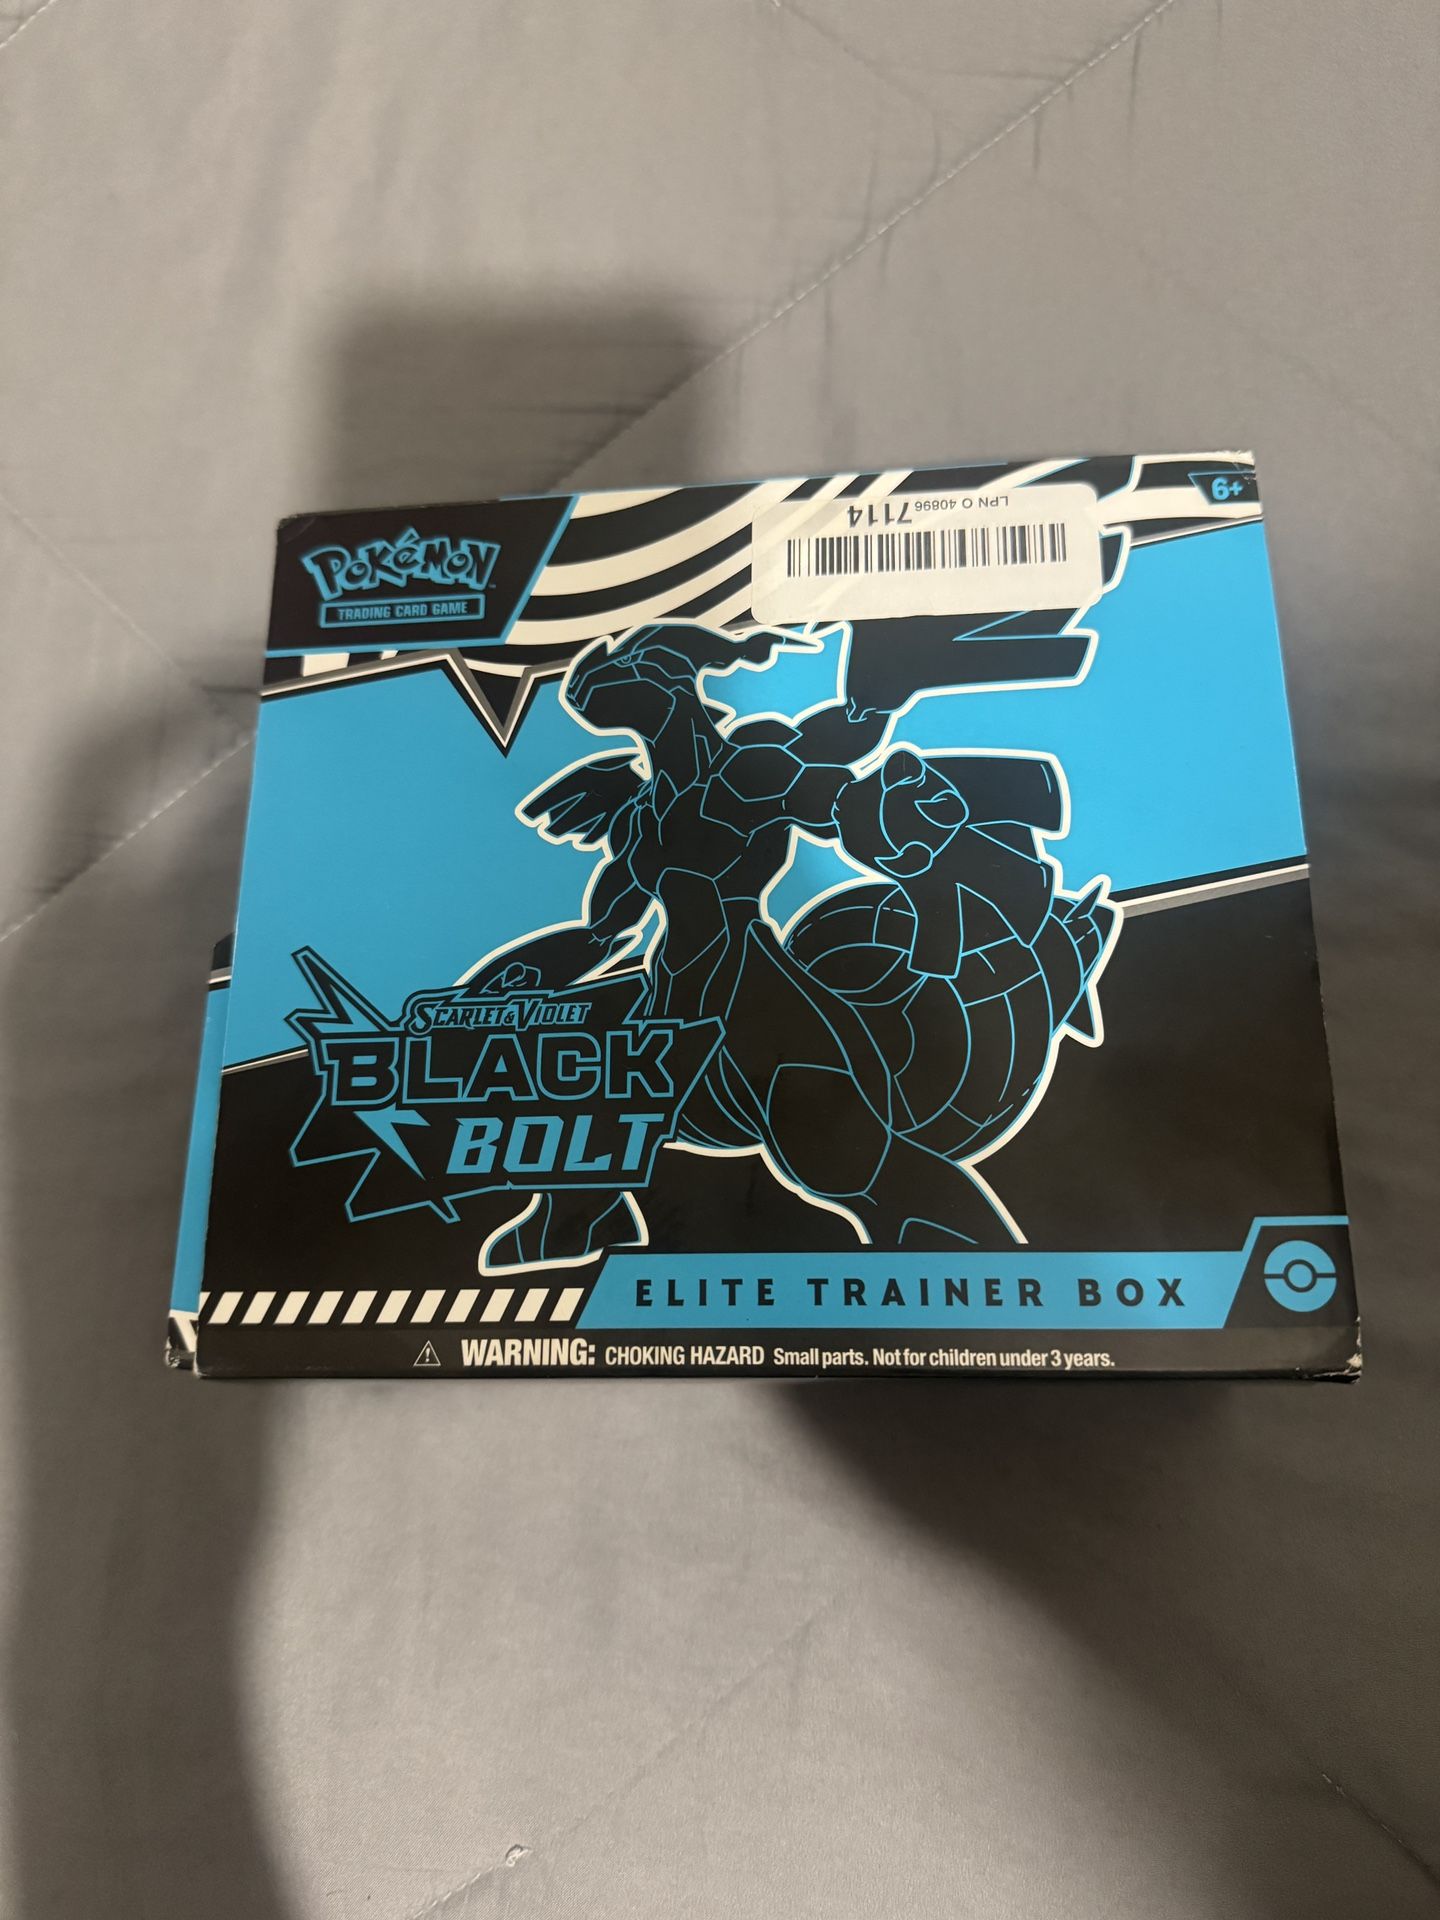 POKéMON
TRADING CARD GAME
LPN O 40896 7114
6+
SCARLET & VIOLET
BLACK
BOLT
ELITE TRAINER BOX
WARNING: CHOKING HAZARD Small parts. Not for children under 3 years.